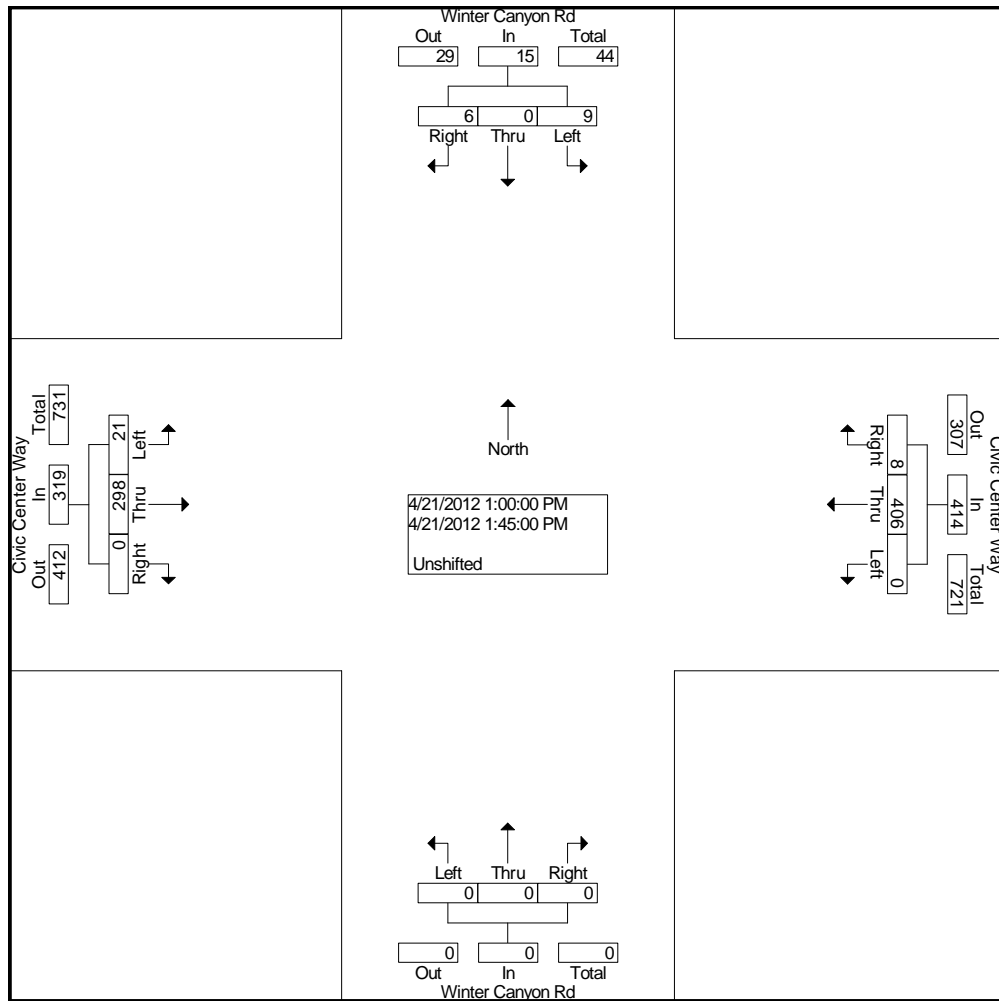 Winter Canyon Rd
Out In Total
29 15 44
6 0 9
Right Thru Left
Civic Center Way
Total In Out
731 319 412
21 298 0
Left Thru Right
North
4/21/2012 1:00:00 PM
4/21/2012 1:45:00 PM
Unshifted
Right Thru Left
8 406 0
Out In Total
307 414 721
Civic Center Way
Left Thru Right
0 0 0
0 0 0
Out In Total
Winter Canyon Rd